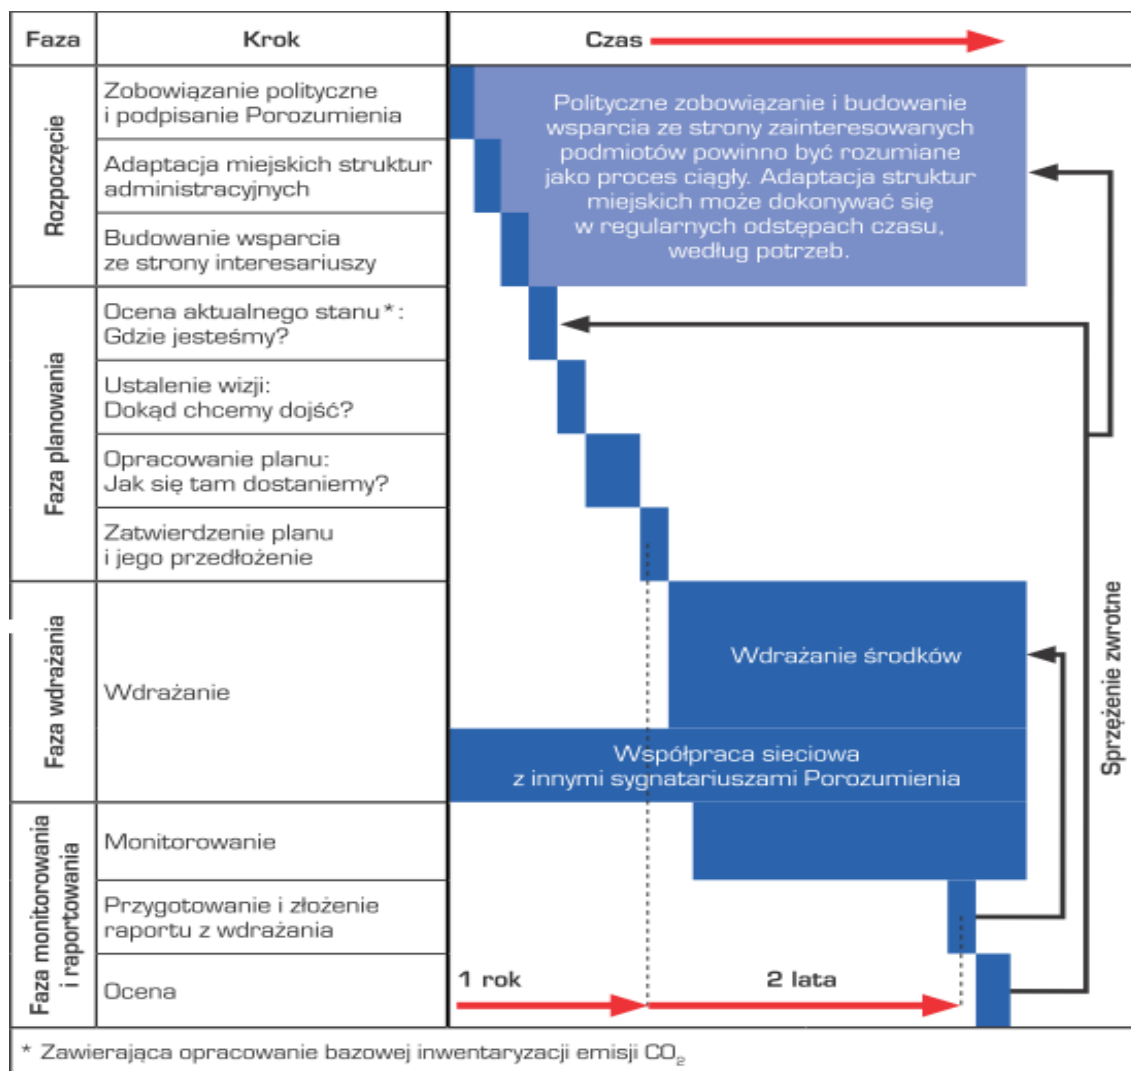 Faza
Krok
Czas
Rozpoczęcie
Zobowiązanie polityczne
i podpisanie Porozumienia
Adaptacja miejskich struktur
administracyjnych
Budowanie wsparcia
ze strony interesariuszy
Polityczne zobowiązanie i budowanie
wsparcia ze strony zainteresowanych
podmiotów powinno być rozumiane
jako proces ciągły. Adaptacja struktur
miejskich może dokonywać się
w regularnych odstępach czasu,
według potrzeb.
Faza planowania
Ocena aktualnego stanu*:
Gdzie jesteśmy?
Ustalenie wizji:
Dokąd chcemy dojść?
Opracowanie planu:
Jak się tam dostaniemy?
Zatwierdzenie planu
i jego przedłożenie
Faza wdrażania
Wdrażanie
Wdrażanie środków
Współpraca sieciowa
z innymi sygnatariuszami Porozumienia
Sprzężenie zwrotne
Faza monitorowania
i raportowania
Monitorowanie
Przygotowanie i złożenie
raportu z wdrażania
Ocena
1 rok
2 lata
* Zawierająca opracowanie bazowej inwentaryzacji emisji CO₂